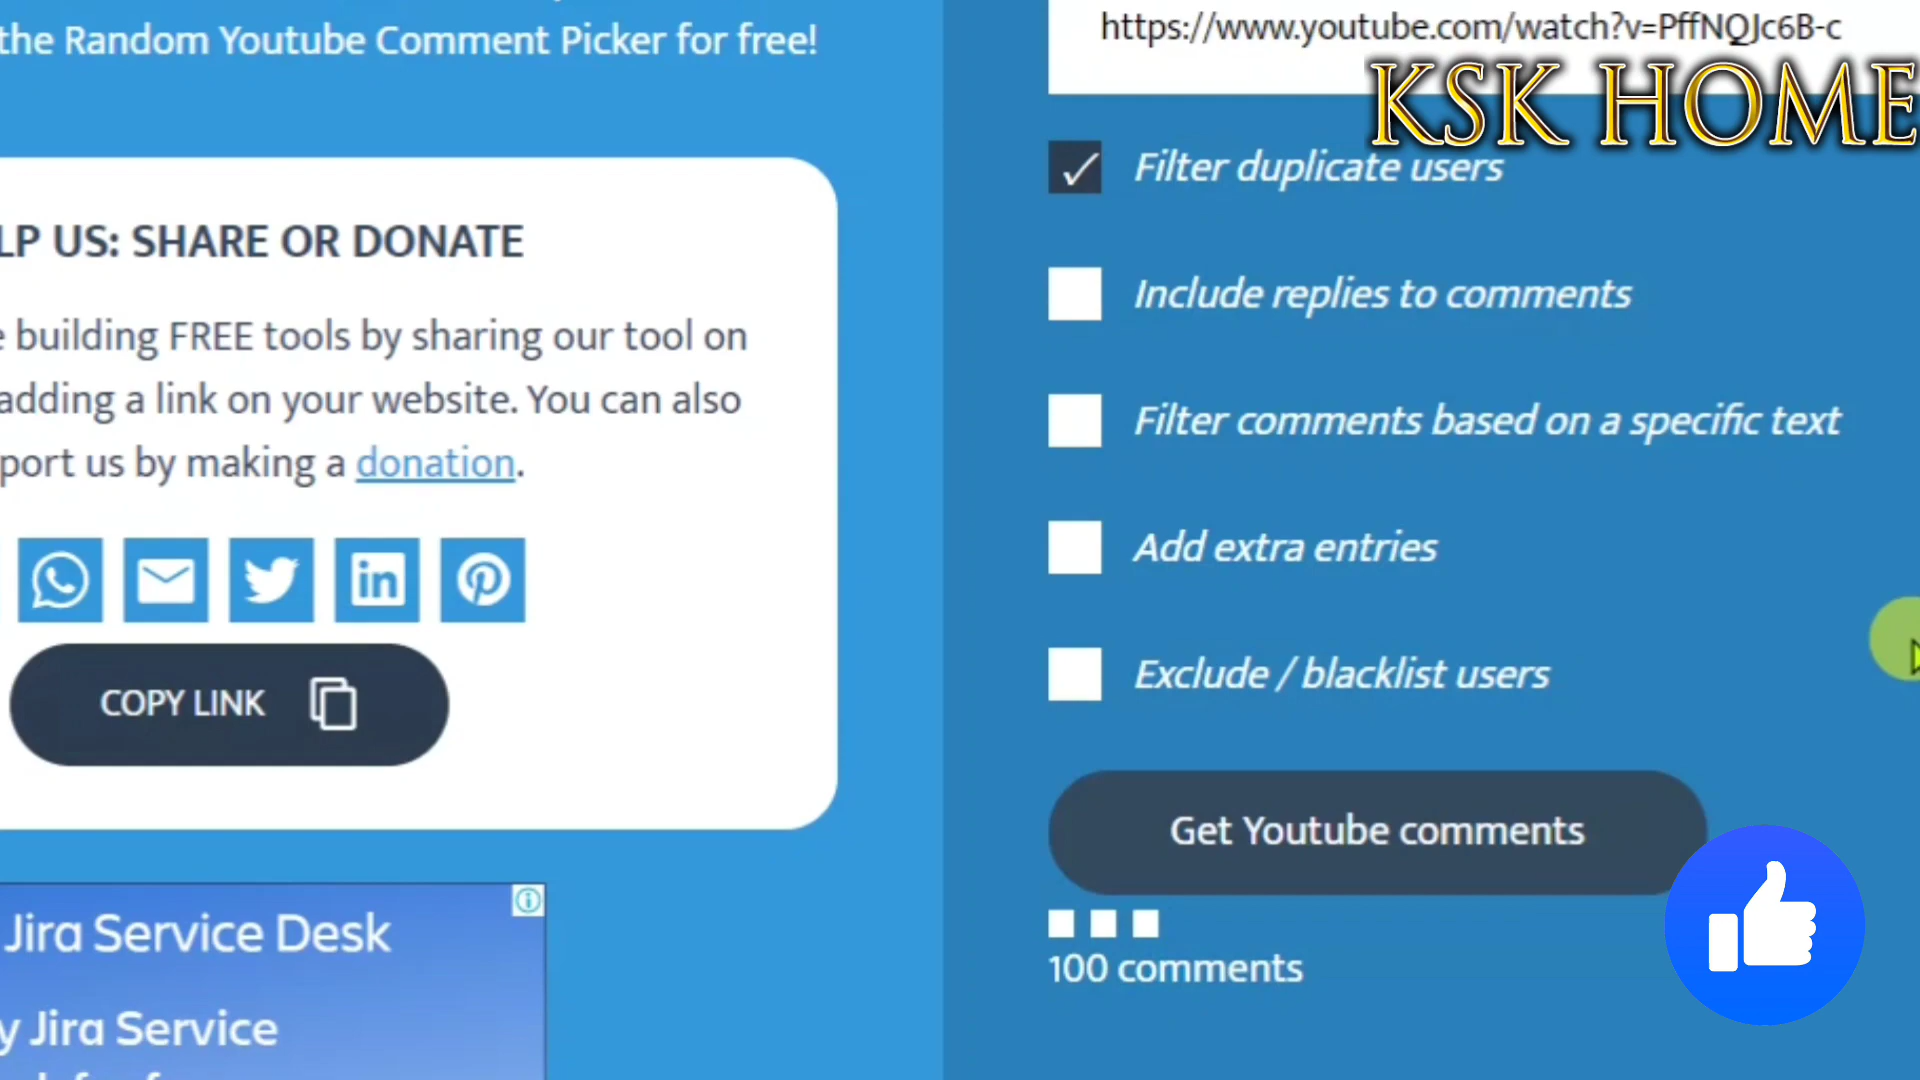 the Random Youtube Comment Picker for free!
LP US: SHARE OR DONATE
building FREE tools by sharing our tool on
adding a link on your website. You can also
port us by making a donation.
COPY LINK
Jira Service Desk
y Jira Service
https://www.youtube.com/watch?v=PffNQJc6B-c
KSK HOME
Filter duplicate users
Include replies to comments
Filter comments based on a specific text
Add extra entries
Exclude / blacklist users
Get Youtube comments
100 comments